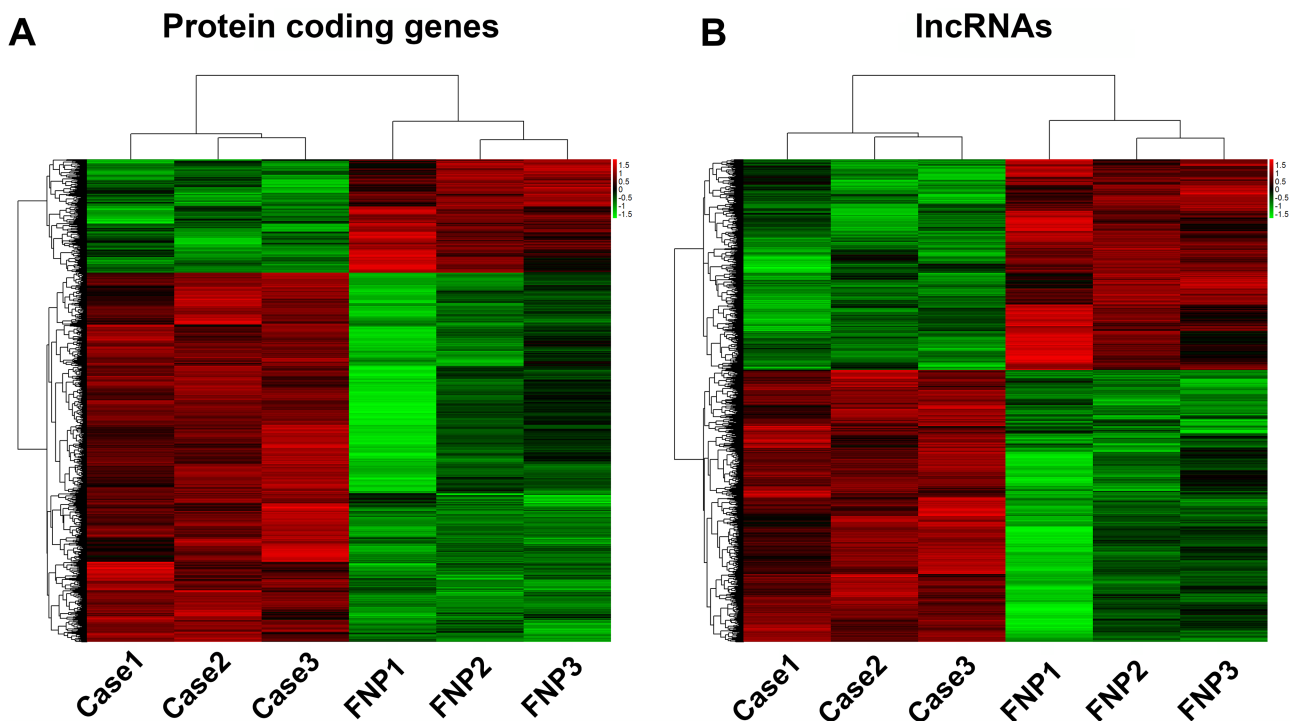 A
Protein coding genes
B
lncRNAs
1.5
1
0.5
0
-0.5
-1
-1.5
1.5
1
0.5
0
-0.5
-1
-1.5
Case1
Case2
Case3
FNP1
FNP2
FNP3
Case1
Case2
Case3
FNP1
FNP2
FNP3